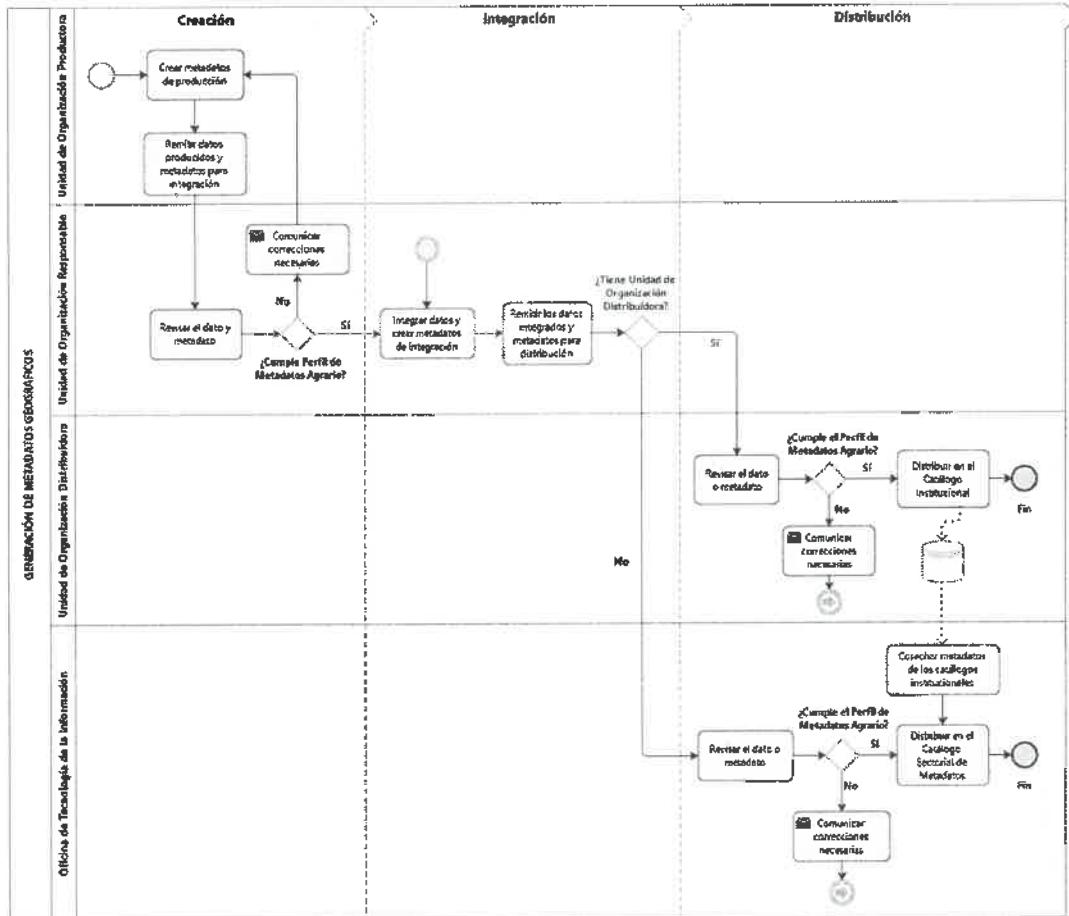 Creación
Integración
Distribución
GENERACIÓN DE METADATOS GEOGRÁFICOS
Unidad de Organización Productora
Crear metadatos
de producción
Remitir datos
producidos y
metadatos para
integración
Unidad de Organización Responsable
Comunicar
correcciones
necesarias
No
Revisar el dato y
metadato
Sí
¿Cumple Perfil de
Metadatos Agrario?
Integrar datos y
crear metadatos
de integración
Remitir los datos
integrados y
metadatos para
distribución
¿Tiene Unidad de
Organización
Distribuidora?
Sí
No
Unidad de Organización Distribuidora
Revisar el dato
o metadato
¿Cumple el Perfil de
Metadatos Agrario?
Sí
No
Distribuir en el
Catálogo
Institucional
Fin
Comunicar
correcciones
necesarias
Oficina de Tecnología de la Información
Cosechar metadatos
de los catálogos
institucionales
Revisar el dato o
metadato
¿Cumple el Perfil de
Metadatos Agrario?
Sí
No
Distribuir en el
Catálogo
Sectorial de
Metadatos
Fin
Comunicar
correcciones
necesarias